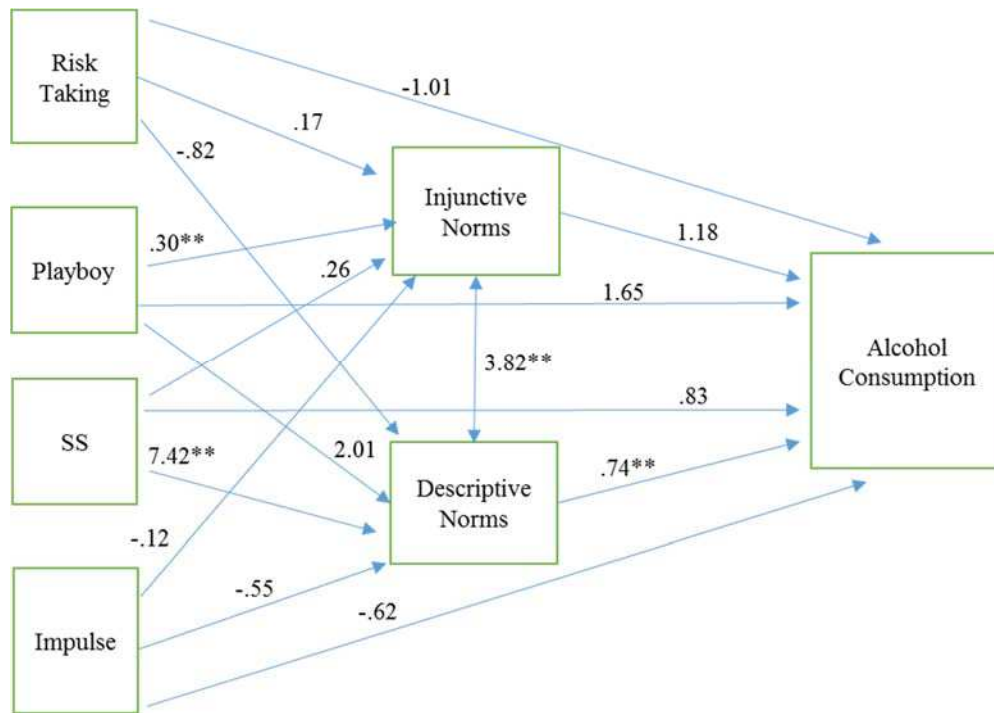 Risk
Taking
-1.01
.17
-.82
Injunctive
Norms
1.18
Playboy
.30**
.26
1.65
3.82**
Alcohol
Consumption
SS
.83
7.42**
2.01
.74**
Descriptive
Norms
-.12
-.55
-.62
Impulse